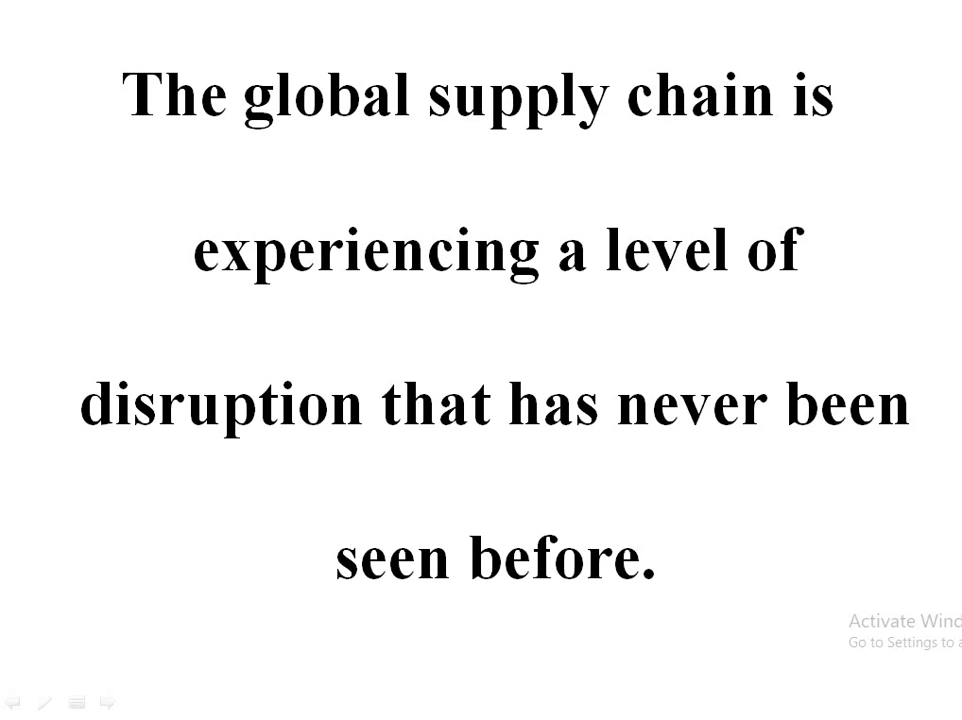 The global supply chain is
experiencing a level of
disruption that has never been
seen before.
Activate Wind
Go to Settings to a